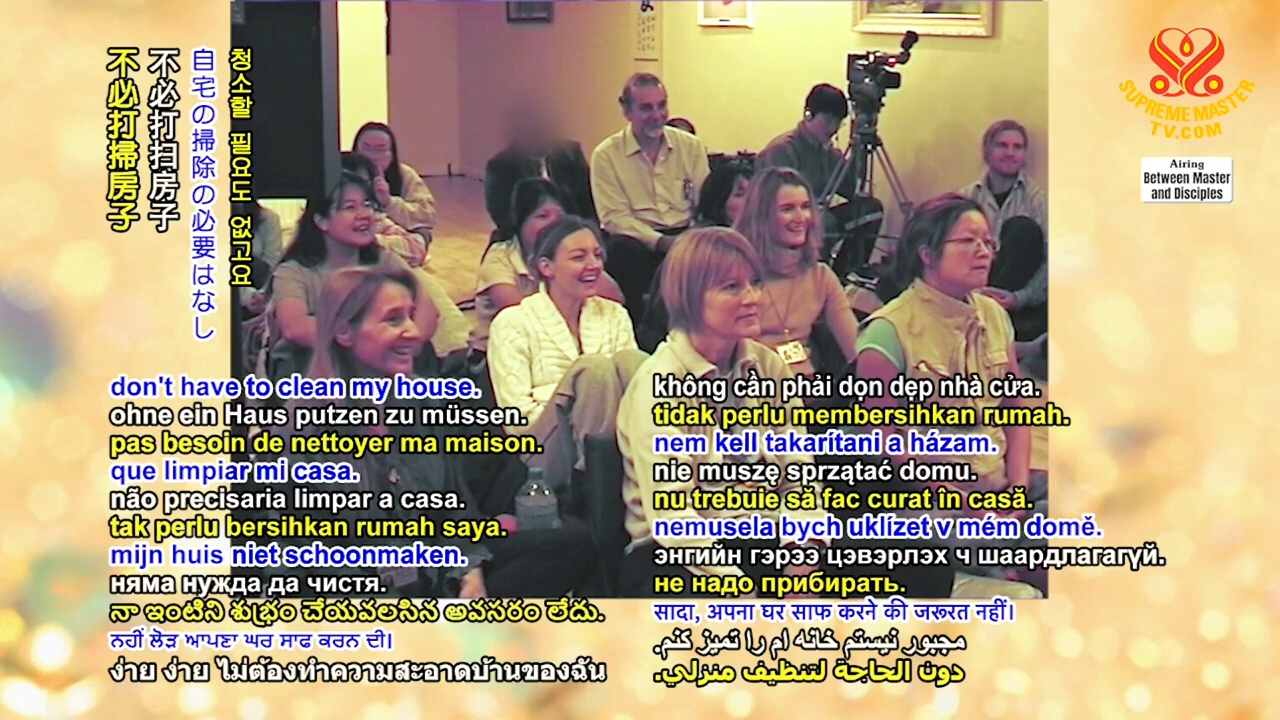 不必打掃房子
不必打扫房子
自宅の掃除の必要はなし
청소할 필요도 없고요
SUPREME MASTER
TV.COM
Airing
Between Master
and Disciples
don't have to clean my house.
ohne ein Haus putzen zu müssen.
pas besoin de nettoyer ma maison.
que limpiar mi casa.
não precisaria limpar a casa.
tak perlu bersihkan rumah saya.
mijn huis niet schoonmaken.
няма нужда да чистя.
నా ఇంటిని శుభ్రం చేయవలసిన అవసరం లేదు.
ਨਹੀਂ ਲੋੜ ਆਪਣਾ ਘਰ ਸਾਫ ਕਰਨ ਦੀ।
ง่าย ง่าย ไม่ต้องทำความสะอาดบ้านของฉัน
không cần phải dọn dẹp nhà cửa.
tidak perlu membersihkan rumah.
nem kell takarítani a házam.
nie muszę sprzątać domu.
nu trebuie să fac curat în casă.
nemusela bych uklízet v mém domě.
энгийн гэрээ цэвэрлэх ч шаардлагагүй.
не надо прибирать.
सादा, अपना घर साफ करने की जरूरत नहीं।
مجبور نیستم خانه ام را تمیز کنم.
دون الحاجة لتنظيف منزلي.